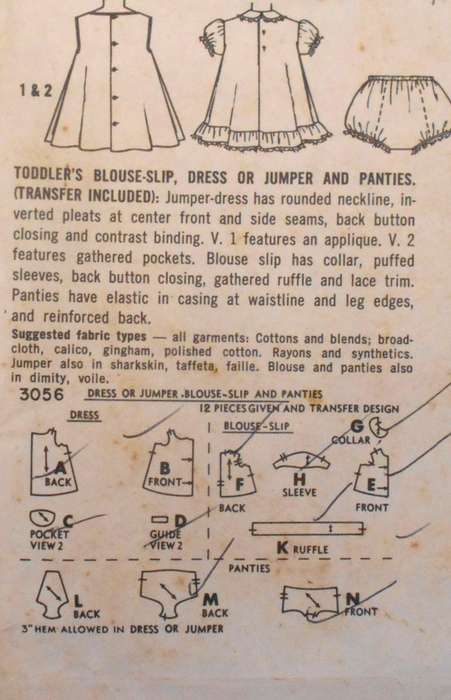 1 & 2
TODDLER'S BLOUSE-SLIP, DRESS OR JUMPER AND PANTIES.
(TRANSFER INCLUDED): Jumper-dress has rounded neckline, in-
verted pleats at center front and side seams, back button
closing and contrast binding. V. 1 features an applique. V. 2
features gathered pockets. Blouse slip has collar, puffed
sleeves, back button closing, gathered ruffle and lace trim.
Panties have elastic in casing at waistline and leg edges,
and reinforced back.
Suggested fabric types — all garments: Cottons and blends; broad-
cloth, calico, gingham, polished cotton. Rayons and synthetics.
Jumper also in sharkskin, taffeta, faille. Blouse and panties also
in dimity, voile.
3056 DRESS OR JUMPER, BLOUSE-SLIP AND PANTIES
12 PIECES GIVEN AND TRANSFER DESIGN
DRESS
BLOUSE-SLIP
G
COLLAR
A
BACK
B
FRONT
F
BACK
H
SLEEVE
E
FRONT
C
POCKET
VIEW 2
D
GUIDE
VIEW 2
K RUFFLE
PANTIES
L
BACK
M
BACK
N
FRONT
3" HEM ALLOWED IN DRESS OR JUMPER